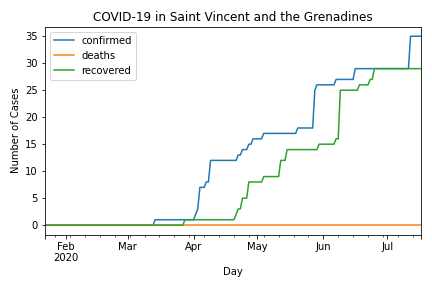 COVID-19 in Saint Vincent and the Grenadines
confirmed
deaths
recovered
35
30
25
20
15
10
5
0
Number of Cases
Feb Mar Apr May Jun Jul
2020
Day